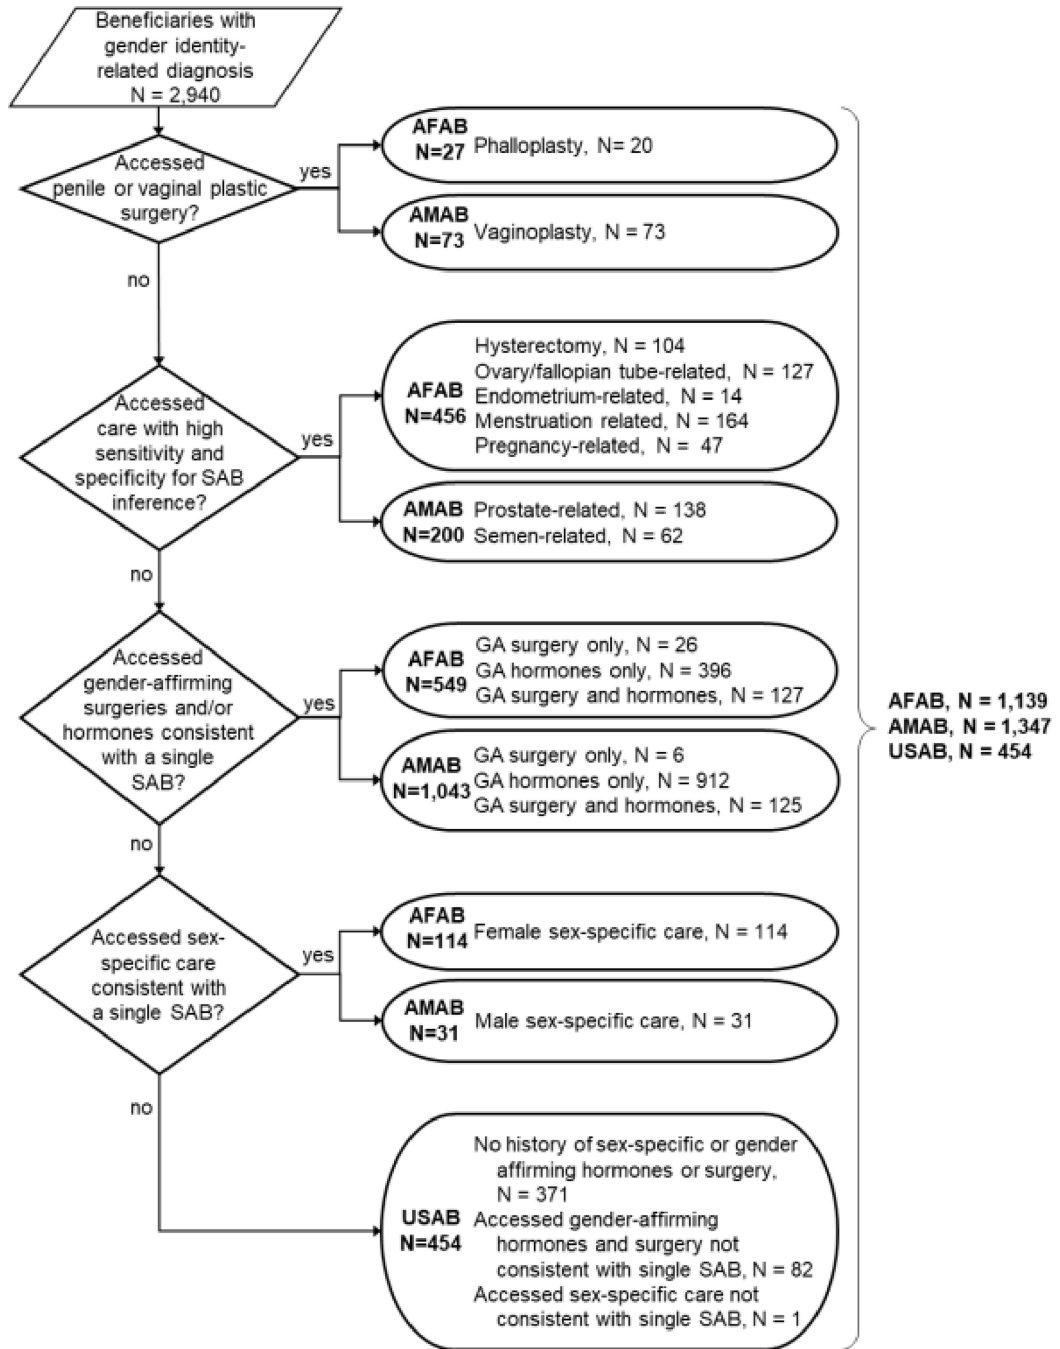 Beneficiaries with
gender identity-
related diagnosis
N = 2,940
Accessed
penile or vaginal plastic
surgery?
yes
AFAB
N=27
Phalloplasty, N= 20
AMAB
N=73
Vaginoplasty, N = 73
no
Accessed
care with high
sensitivity and
specificity for SAB
inference?
yes
AFAB
N=456
Hysterectomy, N = 104
Ovary/fallopian tube-related, N = 127
Endometrium-related, N = 14
Menstruation related, N = 164
Pregnancy-related, N = 47
AMAB
N=200
Prostate-related, N = 138
Semen-related, N = 62
no
Accessed
gender-affirming
surgeries and/or
hormones consistent
with a single
SAB?
yes
AFAB
N=549
GA surgery only, N = 26
GA hormones only, N = 396
GA surgery and hormones, N = 127
AMAB
N=1,043
GA surgery only, N = 6
GA hormones only, N = 912
GA surgery and hormones, N = 125
no
Accessed sex-
specific care
consistent with
a single SAB?
yes
AFAB
N=114
Female sex-specific care, N = 114
AMAB
N=31
Male sex-specific care, N = 31
no
USAB
N=454
No history of sex-specific or gender
affirming hormones or surgery,
N = 371
Accessed gender-affirming
hormones and surgery not
consistent with single SAB, N = 82
Accessed sex-specific care not
consistent with single SAB, N = 1
AFAB, N = 1,139
AMAB, N = 1,347
USAB, N = 454